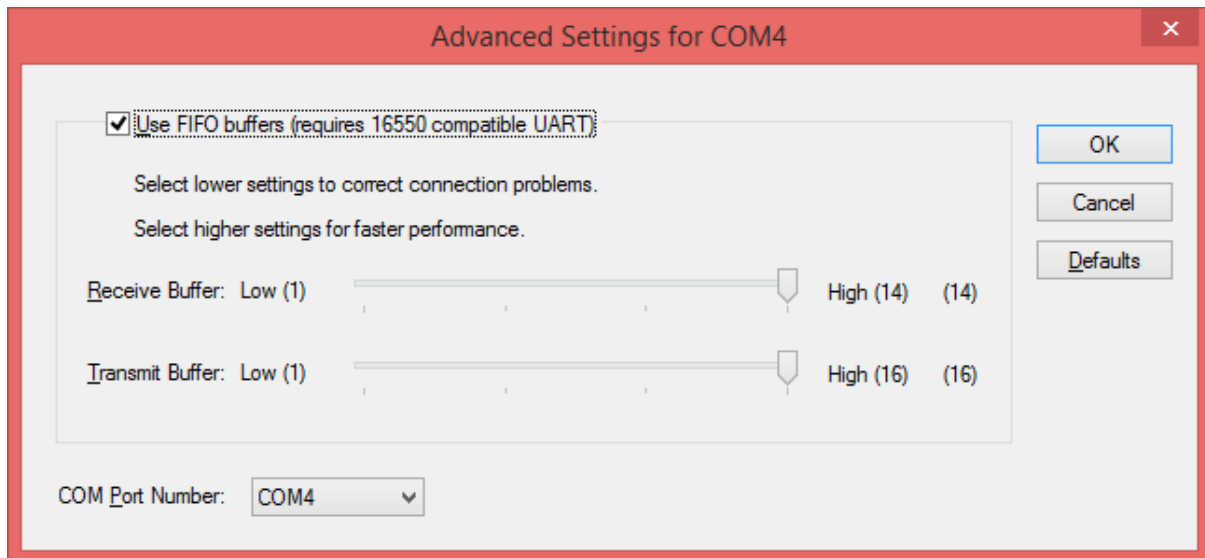 Advanced Settings for COM4
Use FIFO buffers (requires 16550 compatible UART)
OK
Select lower settings to correct connection problems.
Cancel
Select higher settings for faster performance.
Defaults
Receive Buffer: Low (1) High (14) (14)
Transmit Buffer: Low (1) High (16) (16)
COM Port Number: COM4